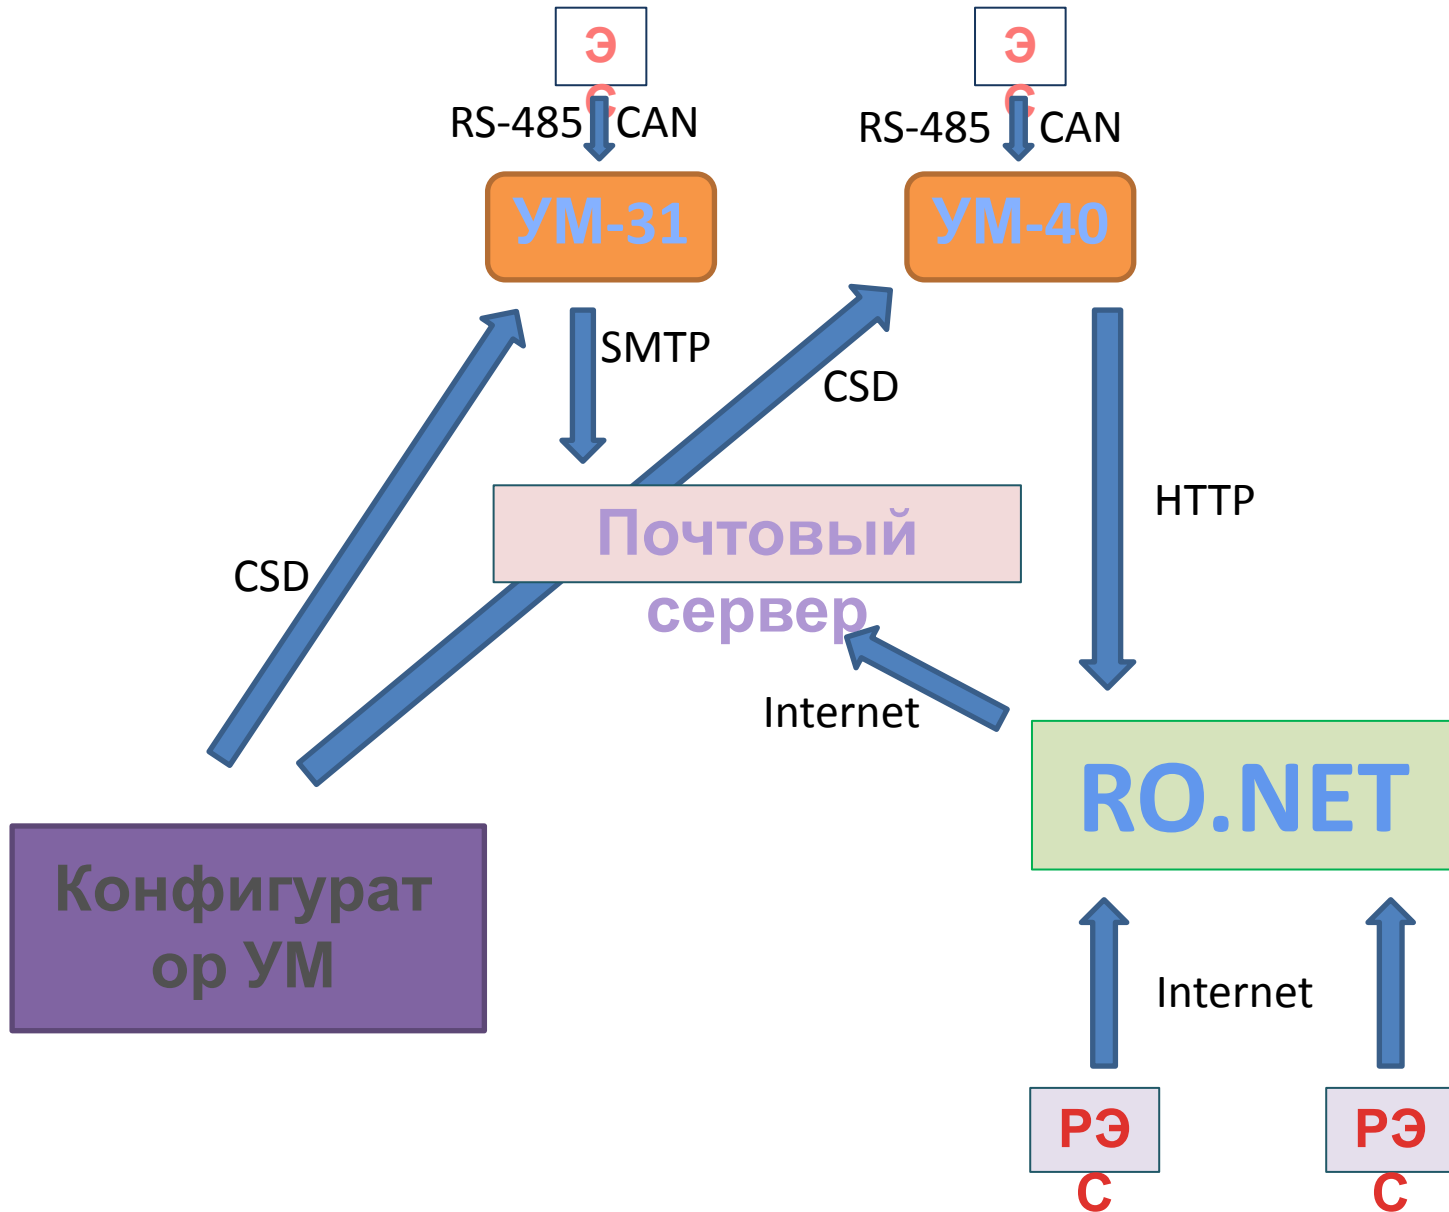 Э
С
Э
С
RS-485
CAN
RS-485
CAN
УМ-31
УМ-40
SMTP
CSD
HTTP
Почтовый
сервер
CSD
Internet
RO.NET
Конфигурат
ор УМ
Internet
РЭ
С
РЭ
С